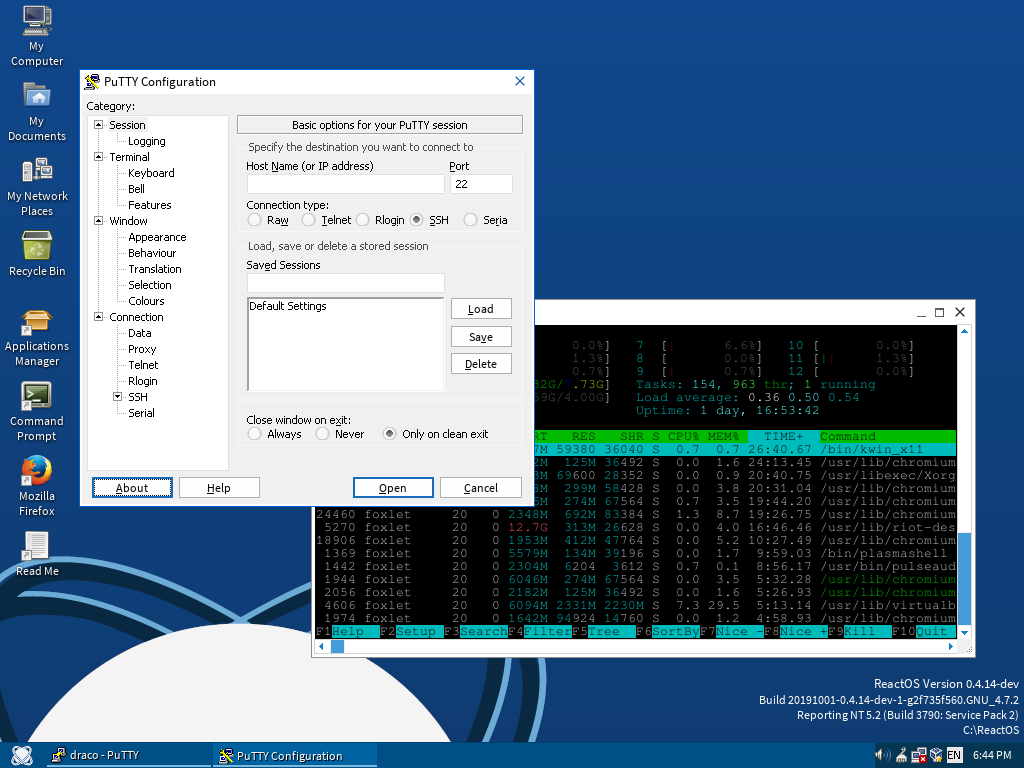 My
Computer
My
Documents
My Network
Places
Recycle Bin
Applications
Manager
Command
Prompt
Mozilla
Firefox
Read Me
PuTTY Configuration
Category:
Session
Logging
Terminal
Keyboard
Bell
Features
Window
Appearance
Behaviour
Translation
Selection
Colours
Connection
Data
Proxy
Telnet
Rlogin
SSH
Serial
Basic options for your PuTTY session
Specify the destination you want to connect to
Host Name (or IP address) Port
22
Connection type:
Raw Telnet Rlogin SSH Seria
Load, save or delete a stored session
Saved Sessions
Default Settings
Load
Save
Delete
Close window on exit:
Always Never Only on clean exit
About Help Open Cancel
0.0%] 7 [| 6.6%] 10 [ 0.0%]
1.3%] 8 [ 0.0%] 11 [|| 1.3%]
0.7%] 9 [| 0.7%] 12 [ 0.0%]
.73G] Tasks: 154, 963 thr; 1 running
69G/4.00G] Load average: 0.36 0.50 0.54
Uptime: 1 day, 16:53:42
RT RES SHR S CPU% MEM% TIME+ Command
7M 59380 36040 S 0.7 0.7 26:40.67 /bin/kwin_x11
2M 125M 36492 S 0.0 1.6 24:13.45 /usr/lib/chromium
8M 69600 28352 S 0.0 0.9 20:40.75 /usr/libexec/Xorg
299M 58428 S 0.0 3.8 20:31.04 /usr/lib/chromium
274M 67564 S 0.7 3.5 19:44.20 /usr/lib/chromium
24460 foxlet 20 0 2348M 692M 83384 S 1.3 8.7 19:26.75 /usr/lib/chromium
5270 foxlet 20 0 12.7G 313M 26628 S 0.0 4.0 16:46.46 /usr/lib/riot-des
18906 foxlet 20 0 1953M 412M 47764 S 0.0 5.2 10:27.49 /usr/lib/chromium
1369 foxlet 20 0 5579M 134M 39196 S 0.0 1.7 9:59.03 /bin/plasmashell
1442 foxlet 20 0 2304M 6204 3612 S 0.7 0.1 8:56.17 /usr/bin/pulseaud
1944 foxlet 20 0 6046M 274M 67564 S 0.0 3.5 5:32.28 /usr/lib/chromium
2056 foxlet 20 0 2182M 125M 36492 S 0.0 1.6 5:26.93 /usr/lib/chromium
4606 foxlet 20 0 6094M 2331M 2230M S 7.3 29.5 5:13.14 /usr/lib/virtualb
1974 foxlet 20 0 1642M 94924 14760 S 0.0 1.2 4:58.93 /usr/lib/chromium
F1Help F2Setup F3SearchF4FilterF5Tree F6SortByF7Nice -F8Nice +F9Kill F10Quit
ReactOS Version 0.4.14-dev
Build 20191001-0.4.14-dev-1-g2f735f560.GNU_4.7.2
Reporting NT 5.2 (Build 3790: Service Pack 2)
C:\ReactOS
draco - PuTTY
PuTTY Configuration
EN
6:44 PM